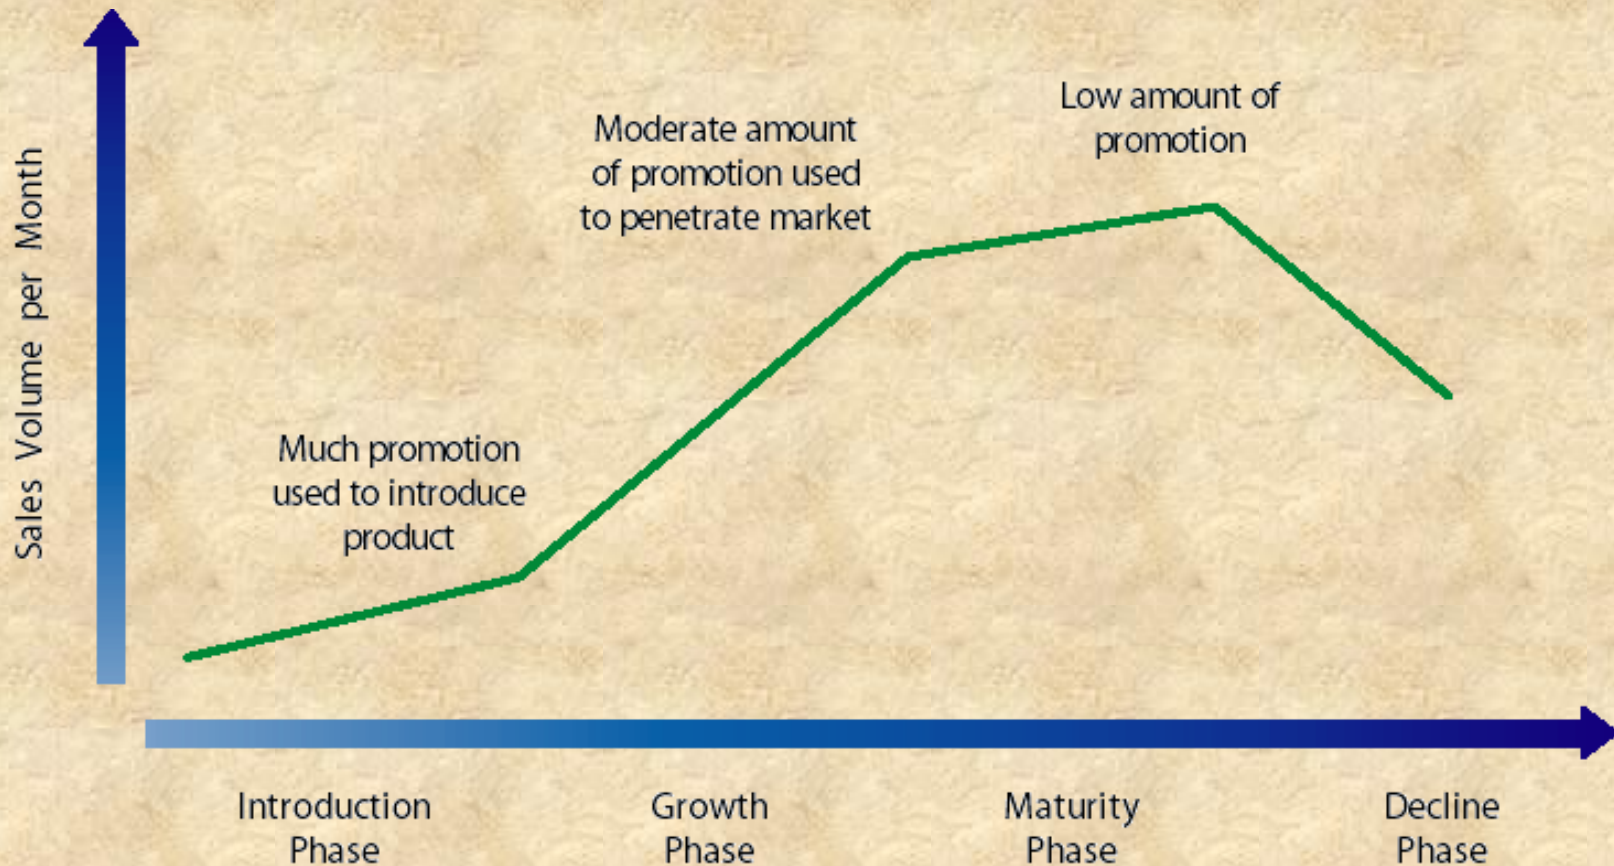 Sales Volume per Month
Low amount of
promotion
Moderate amount
of promotion used
to penetrate market
Much promotion
used to introduce
product
Introduction
Phase
Growth
Phase
Maturity
Phase
Decline
Phase